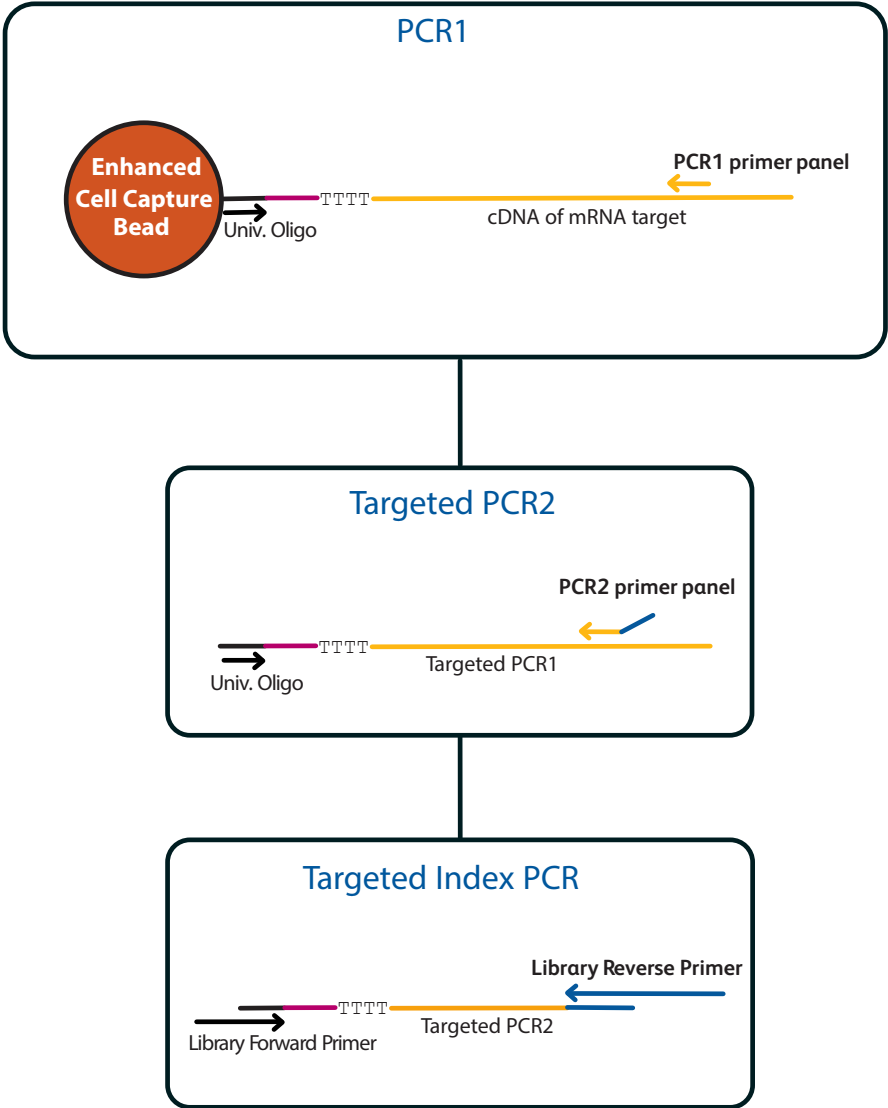 PCR1
Enhanced
Cell Capture
Bead
PCR1 primer panel
TTTT
Univ. Oligo
cDNA of mRNA target
Targeted PCR2
PCR2 primer panel
TTTT
Targeted PCR1
Univ. Oligo
Targeted Index PCR
Library Reverse Primer
TTTT
Targeted PCR2
Library Forward Primer